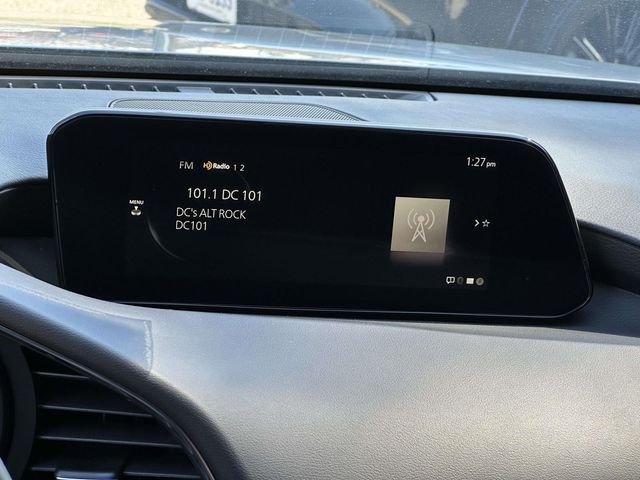 FM HD Radio 1 2
1:27 pm
101.1 DC 101
MENU
DC's ALT ROCK
DC101